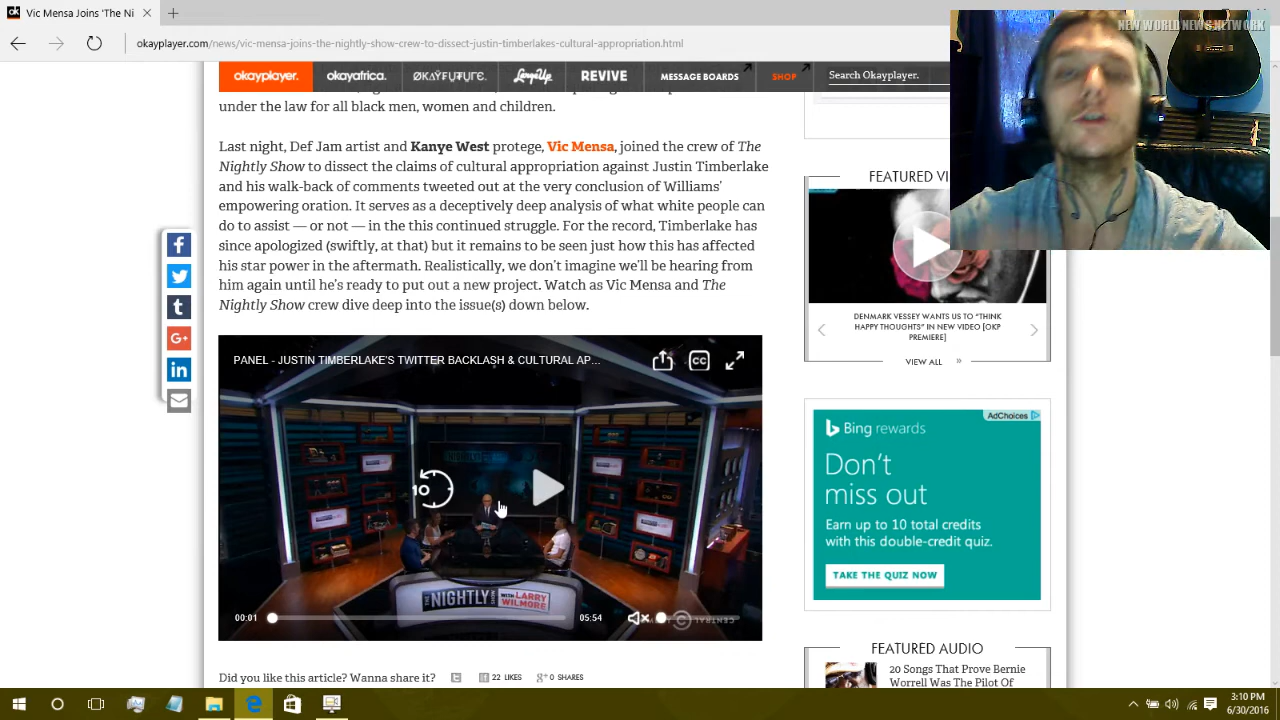 Vic Mensa Joins 'The Ni
okayplayer.com/news/vic-mensa-joins-the-nightly-show-crew-to-dissect-justin-timberlakes-cultural-appropriation.html
NEW WORLD NEWS NETWORK
okayplayer.
okayafrica.
ØKAYFUTURE.
LargeUp
REVIVE
MESSAGE BOARDS
SHOP
Search Okayplayer.
under the law for all black men, women and children.
Last night, Def Jam artist and Kanye West protege, Vic Mensa, joined the crew of The
Nightly Show to dissect the claims of cultural appropriation against Justin Timberlake
and his walk-back of comments tweeted out at the very conclusion of Williams'
empowering oration. It serves as a deceptively deep analysis of what white people can
do to assist — or not — in the this continued struggle. For the record, Timberlake has
since apologized (swiftly, at that) but it remains to be seen just how this has affected
his star power in the aftermath. Realistically, we don't imagine we'll be hearing from
him again until he's ready to put out a new project. Watch as Vic Mensa and The
Nightly Show crew dive deep into the issue(s) down below.
PANEL - JUSTIN TIMBERLAKE'S TWITTER BACKLASH & CULTURAL AP...
CC
10
THE NIGHTLY SHOW WITH LARRY WILMORE
00:01
05:54
Did you like this article? Wanna share it?
22 LIKES
0 SHARES
FEATURED VI
DENMARK VESSEY WANTS US TO "THINK
HAPPY THOUGHTS" IN NEW VIDEO [OKP
PREMIERE]
VIEW ALL »
AdChoices
Bing rewards
Don't
miss out
Earn up to 10 total credits
with this double-credit quiz.
TAKE THE QUIZ NOW
FEATURED AUDIO
20 Songs That Prove Bernie
Worrell Was The Pilot Of
3:10 PM
6/30/2016